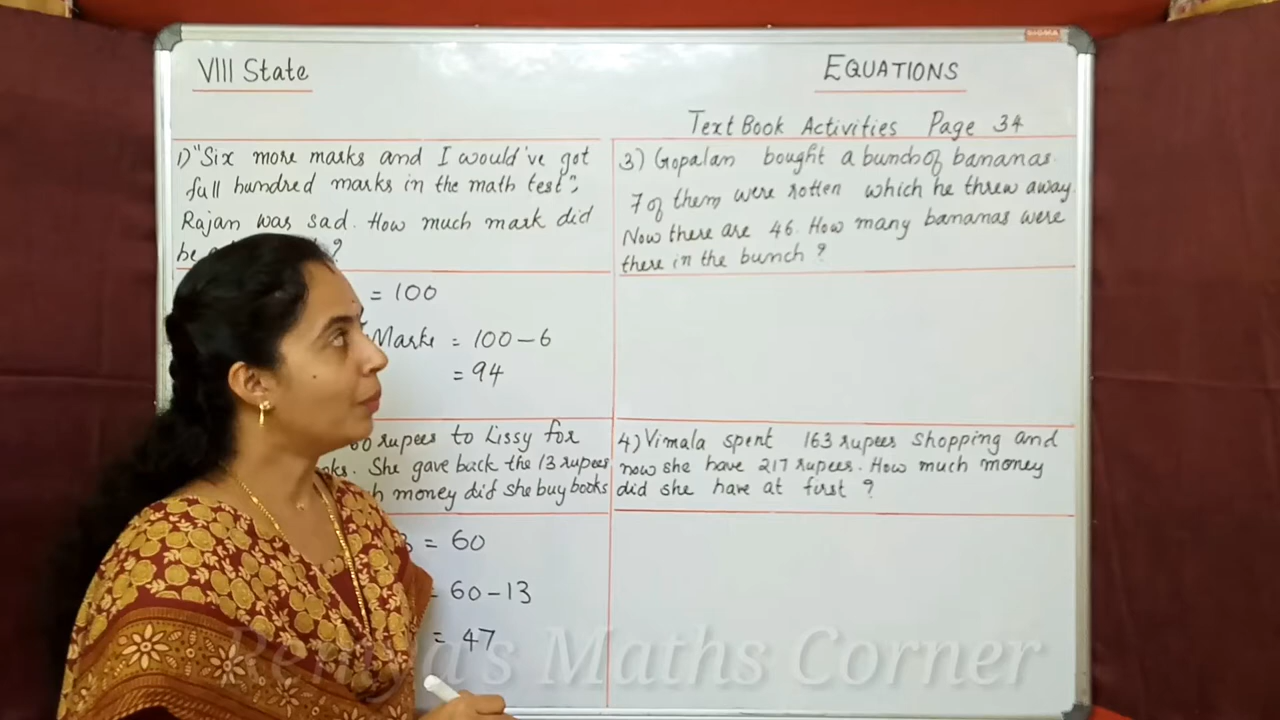 SIGMA
VIII State
EQUATIONS
Text Book Activities Page 34
1) "Six more marks and I would've got
full hundred marks in the math test",
Rajan was sad. How much mark did
he ?
= 100
Marks = 100 - 6
= 94
rupees to Lissy for
She gave back the 13 rupees
money did she buy books
= 60
= 60 - 13
= 47
3) Gopalan bought a bunch of bananas.
7 of them were rotten which he threw away.
Now there are 46. How many bananas were
there in the bunch ?
4) Vimala spent 163 rupees shopping and
now she have 217 rupees. How much money
did she have at first ?
Maths Corner